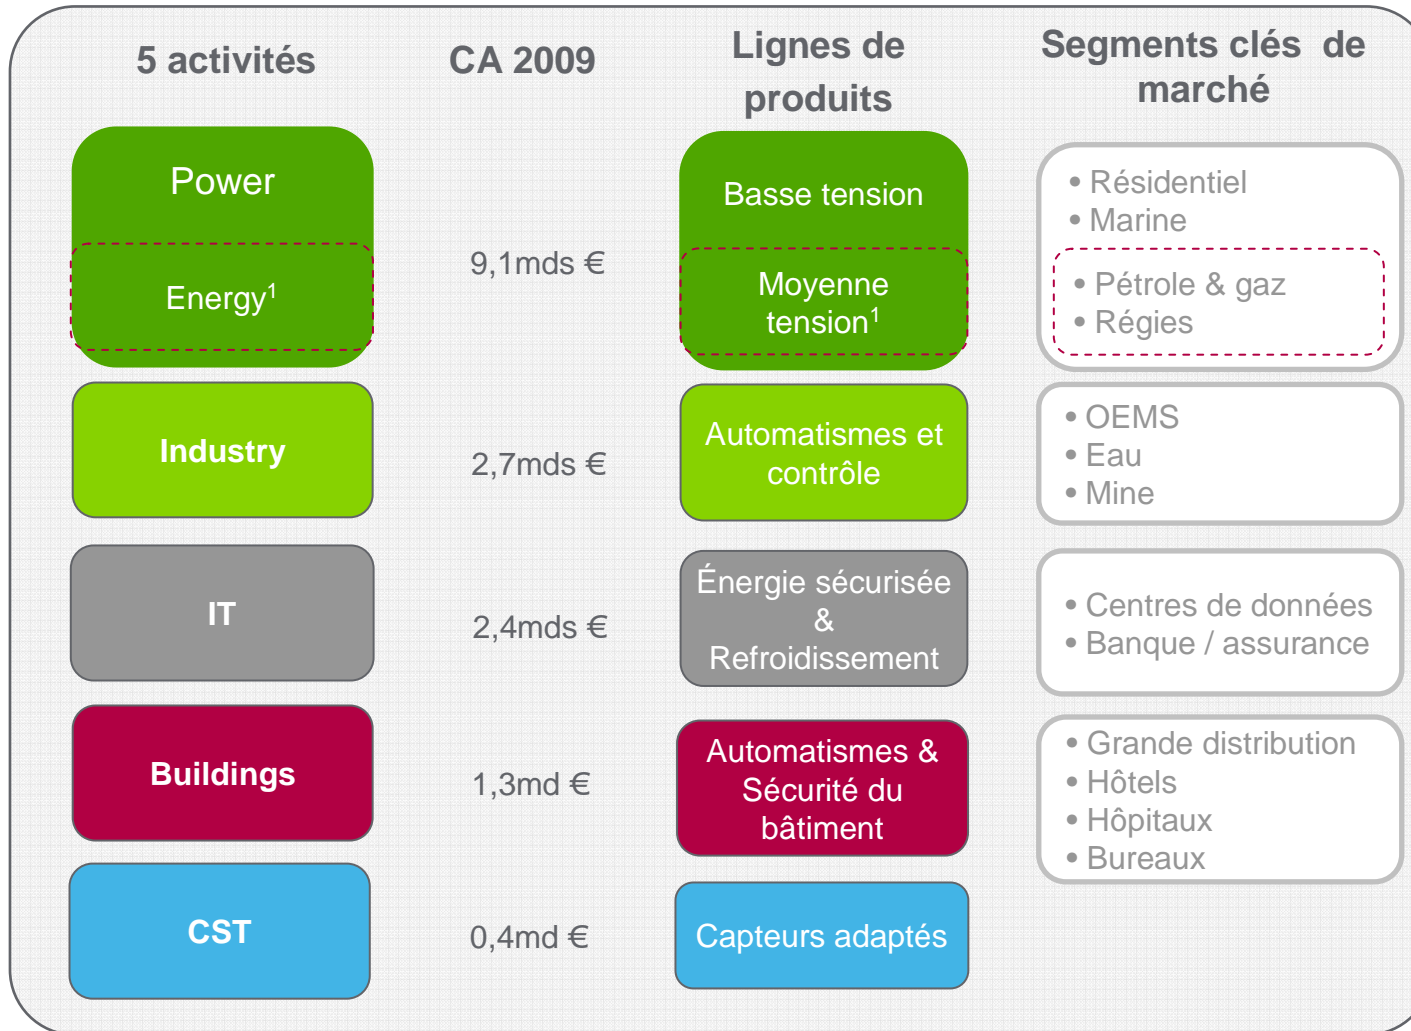 5 activités
CA 2009
Lignes de
produits
Segments clés de
marché
Power
Energy¹
9,1mds €
Basse tension
Moyenne
tension¹
• Résidentiel
• Marine
• Pétrole & gaz
• Régies
Industry
2,7mds €
Automatismes et
contrôle
• OEMS
• Eau
• Mine
IT
2,4mds €
Énergie sécurisée
&
Refroidissement
• Centres de données
• Banque / assurance
Buildings
1,3md €
Automatismes &
Sécurité du
bâtiment
• Grande distribution
• Hôtels
• Hôpitaux
• Bureaux
CST
0,4md €
Capteurs adaptés